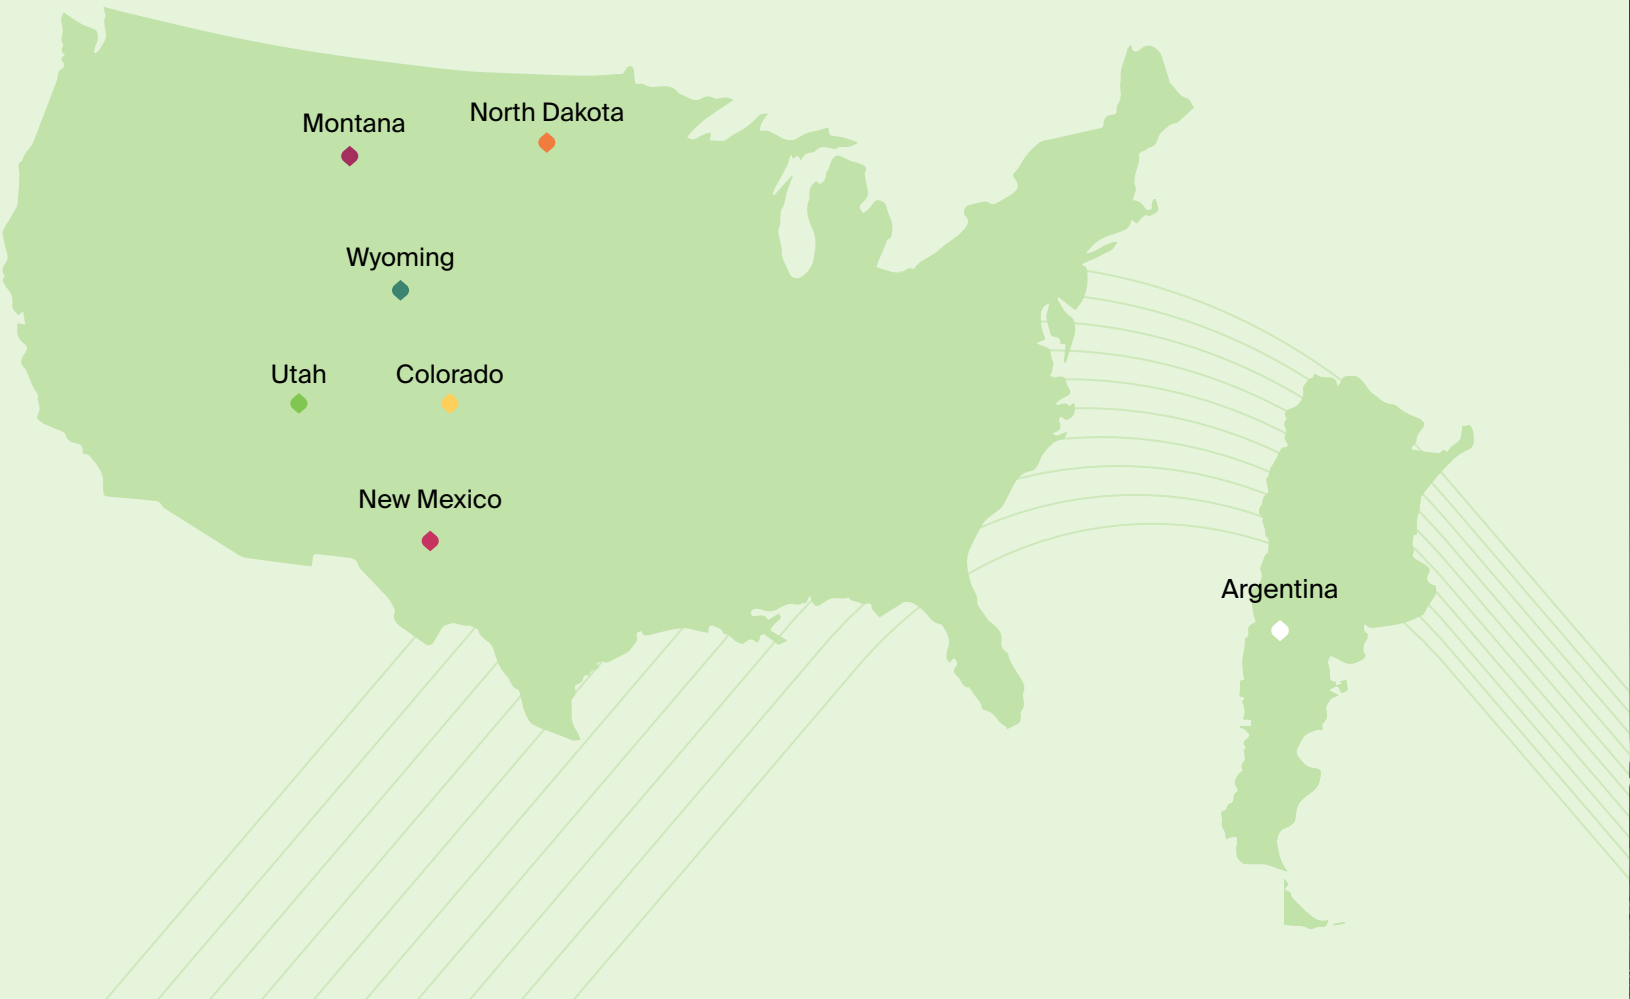 North Dakota
Montana
Wyoming
Utah
Colorado
New Mexico
Argentina